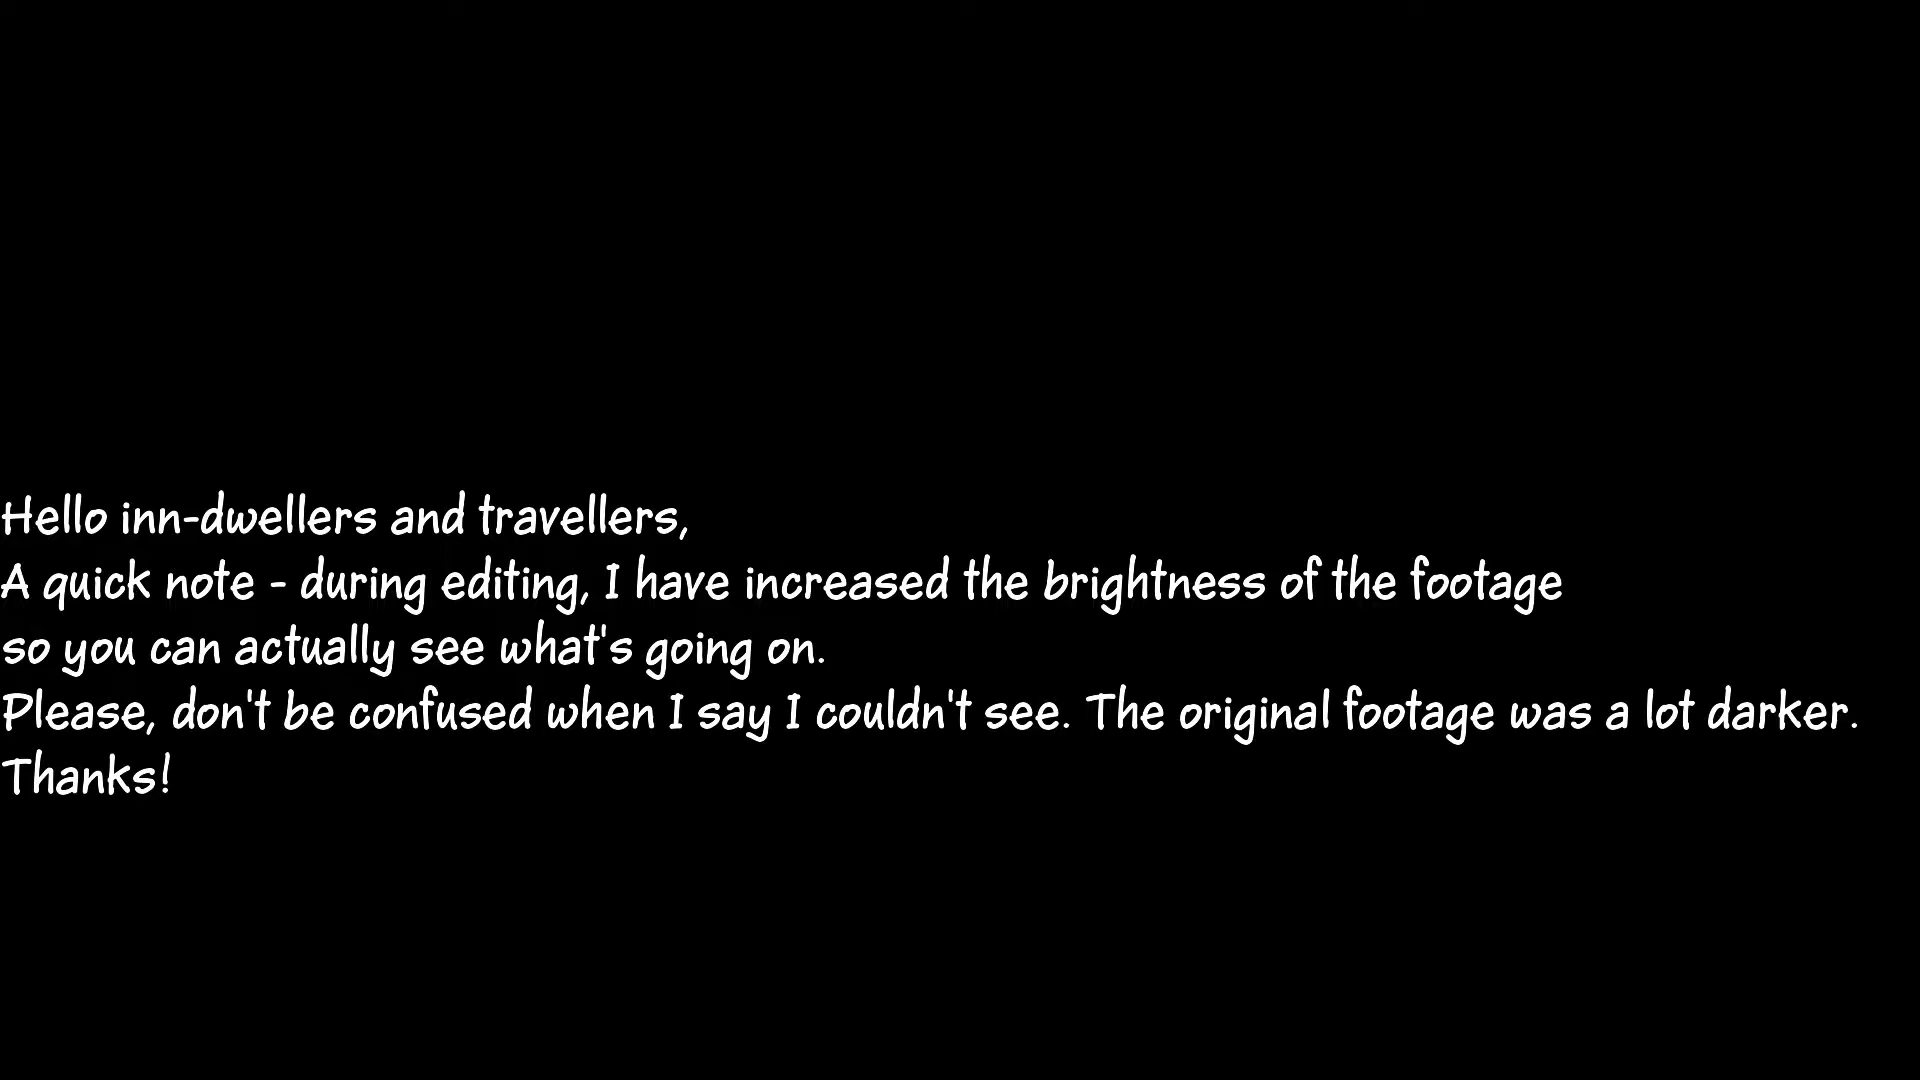 Hello inn-dwellers and travellers,
A quick note - during editing, I have increased the brightness of the footage
so you can actually see what's going on.
Please, don't be confused when I say I couldn't see. The original footage was a lot darker.
Thanks!